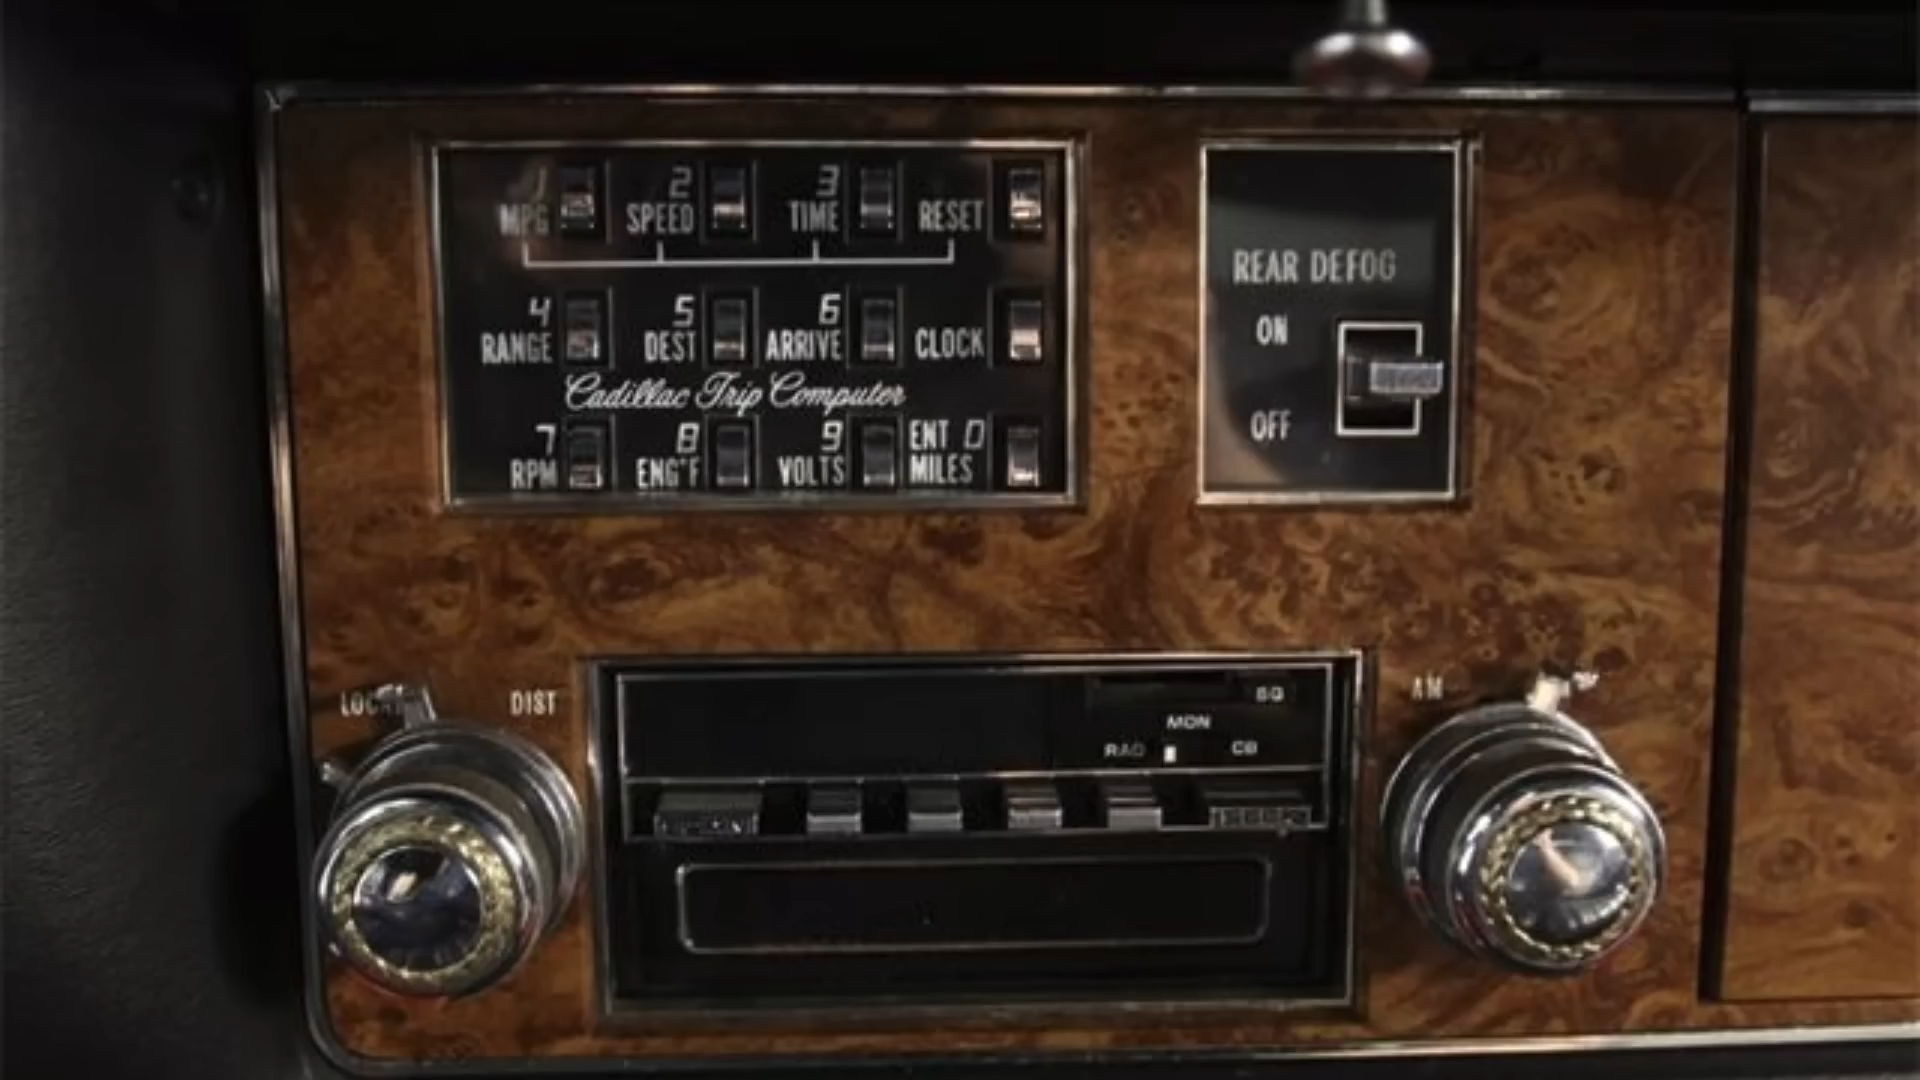 1 2 3
MPG SPEED TIME RESET
4 5 6
RANGE DEST ARRIVE CLOCK
Cadillac Trip Computer
7 8 9 ENT 0
RPM ENG°F VOLTS MILES
REAR DEFOG
ON
OFF
DIST
AM
SQ
MON
RAD CB